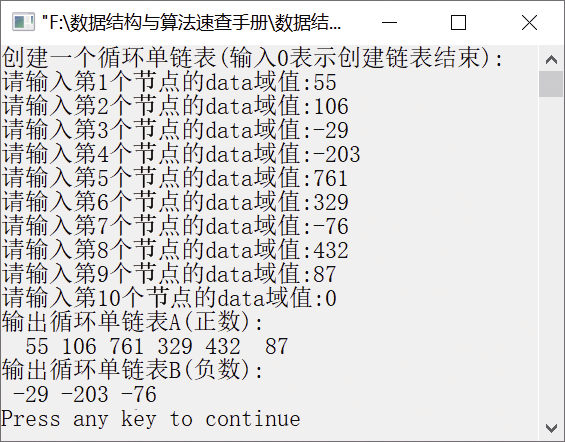 "F:\数据结构与算法速查手册\数据结...
创建一个循环单链表(输入0表示创建链表结束):
请输入第1个节点的data域值:55
请输入第2个节点的data域值:106
请输入第3个节点的data域值:-29
请输入第4个节点的data域值:-203
请输入第5个节点的data域值:761
请输入第6个节点的data域值:329
请输入第7个节点的data域值:-76
请输入第8个节点的data域值:432
请输入第9个节点的data域值:87
请输入第10个节点的data域值:0
输出循环单链表A(正数):
  55 106 761 329 432  87
输出循环单链表B(负数):
 -29 -203 -76
Press any key to continue